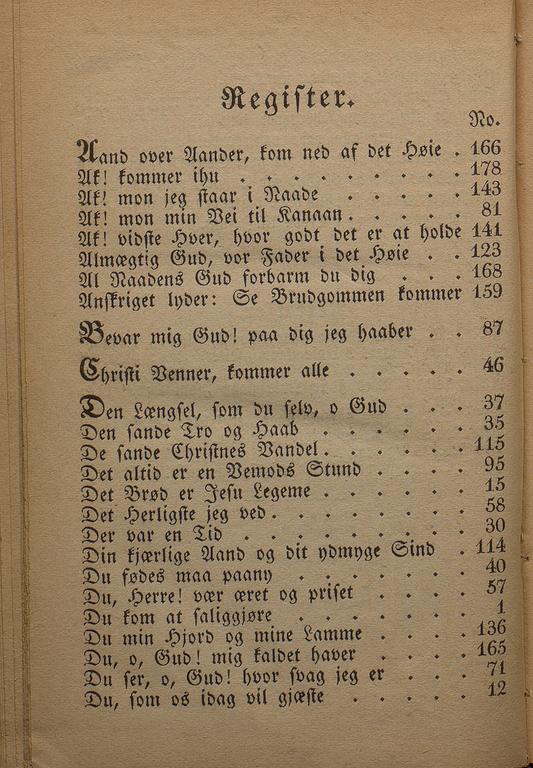 Register.
No.
Aand over Aander, kom ned af det Høie . 166
Ak! kommer ihu . . . . . . . . . 178
Ak! mon jeg staar i Naade . . . . . 143
Ak! mon min Vei til Kanaan . . . . . 81
Ak! vidste Hver, hvor godt det er at holde 141
Almægtig Gud, vor Fader i det Høie . . 123
Al Naadens Gud forbarm du dig . . . 168
Anskriget lyder: Se Brudgommen kommer 159
Bevar mig Gud! paa dig jeg haaber . . 87
Christi Venner, kommer alle . . . . . 46
Den Længsel, som du selv, o Gud . . . 37
Den sande Tro og Haab . . . . . . 35
De sande Christnes Vandel . . . . . . 115
Det altid er en Vemods Stund . . . . 95
Det Brød er Jesu Legeme . . . . . . 15
Det Herligste jeg ved . . . . . . . . 58
Der var en Tid . . . . . . . . . 30
Din kjærlige Aand og dit ydmyge Sind . 114
Du fødes maa paany . . . . . . . 40
Du, Herre! vær æret og priset . . . . 57
Du kom at saliggjøre . . . . . . . 1
Du min Hjord og mine Lamme . . . . 136
Du, o, Gud! mig kaldet haver . . . . 165
Du ser, o, Gud! hvor svag jeg er . . . 71
Du, som os idag vil gjæste . . . . . 12